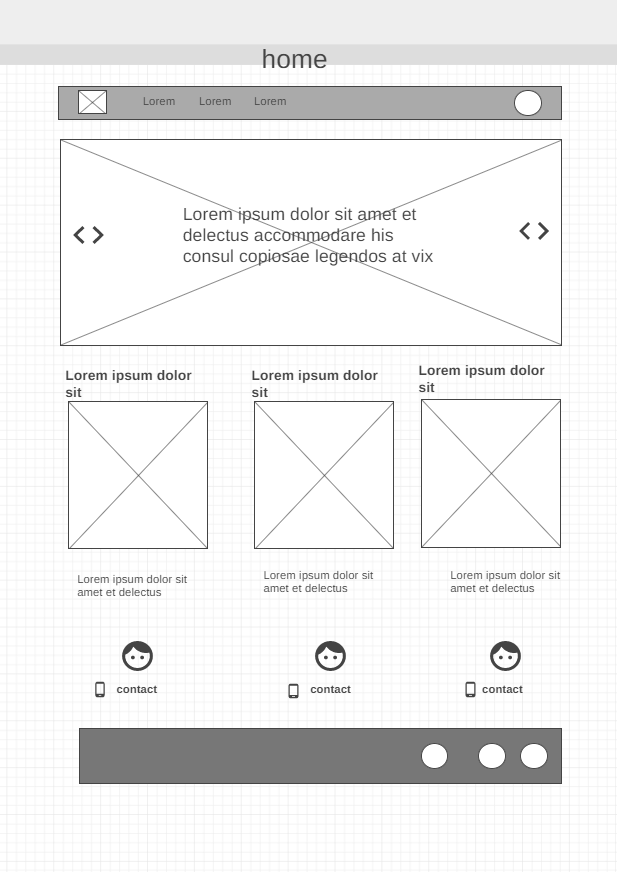 home
Lorem Lorem Lorem
Lorem ipsum dolor sit amet et
delectus accommodare his
consul copiosae legendos at vix
Lorem ipsum dolor
sit
Lorem ipsum dolor
sit
Lorem ipsum dolor
sit
Lorem ipsum dolor sit
amet et delectus
Lorem ipsum dolor sit
amet et delectus
Lorem ipsum dolor sit
amet et delectus
contact
contact
contact